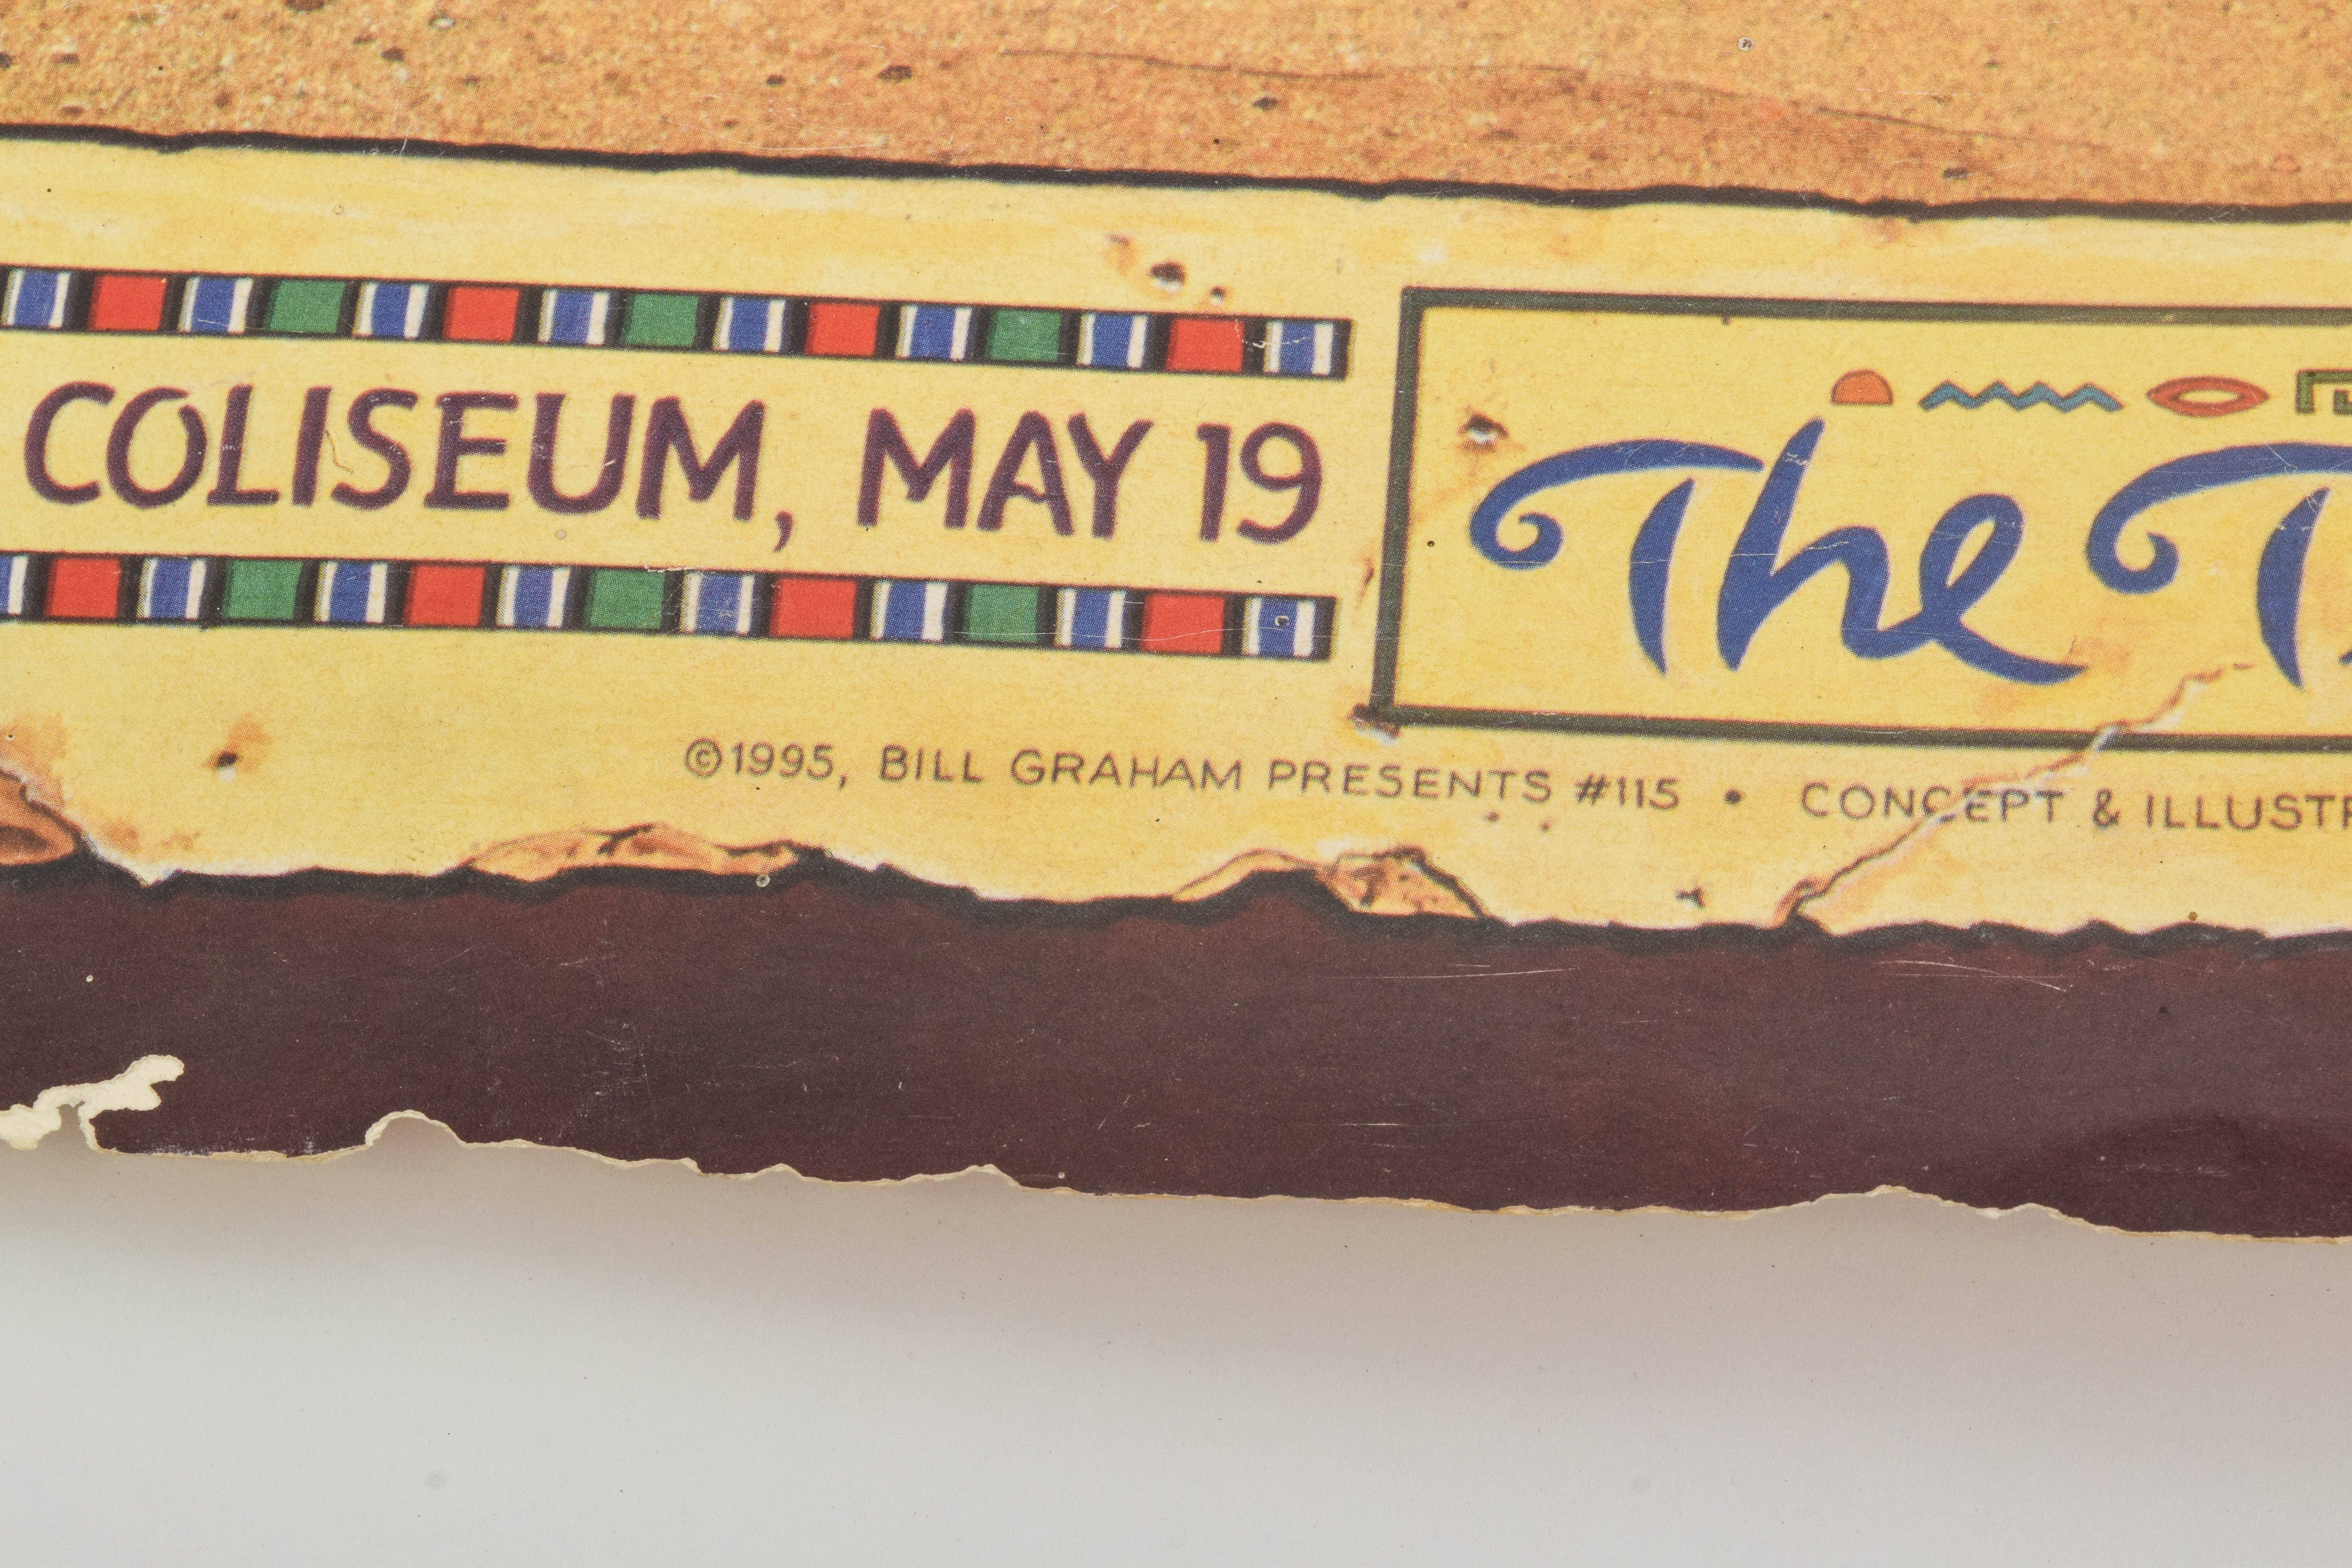 COLISEUM, MAY 19
The T
©1995, BILL GRAHAM PRESENTS #115 • CONCEPT & ILLUSTR